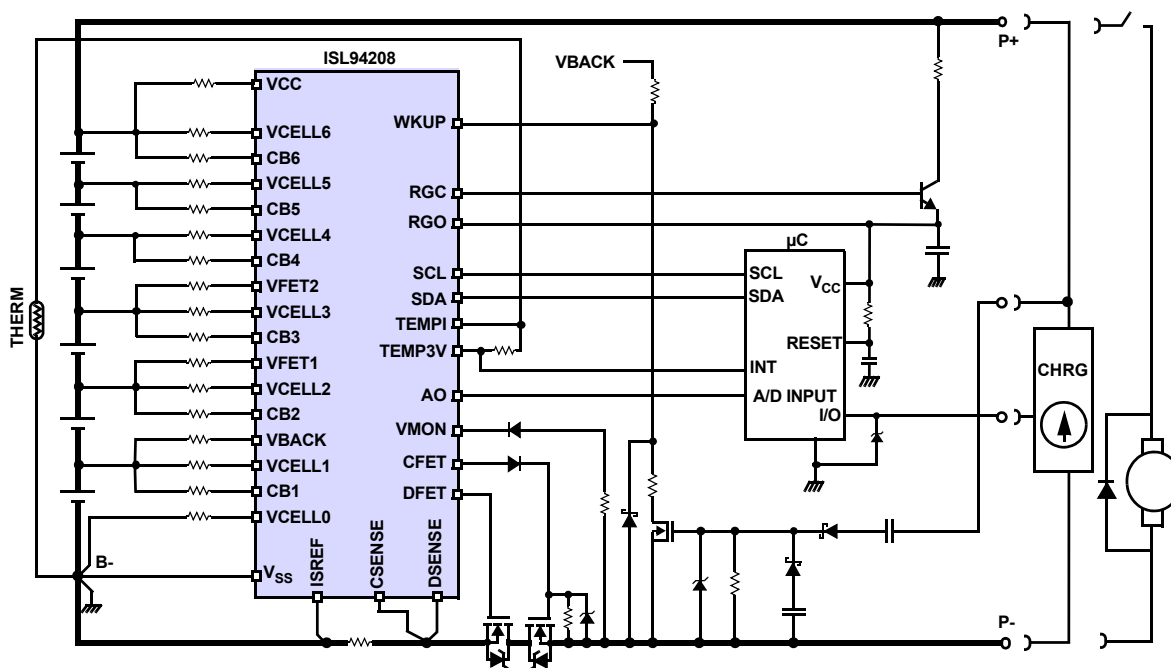 P+
ISL94208
VBACK
VCC
WKUP
VCELL6
CB6
VCELL5
RGC
CB5
RGO
VCELL4
µC
CB4
SCL
SCL
VCC
VFET2
SDA
SDA
THERM
VCELL3
TEMPI
CB3
RESET
TEMP3V
VFET1
INT
CHRG
VCELL2
AO
A/D INPUT
CB2
I/O
VMON
VBACK
CFET
VCELL1
DFET
CB1
VCELL0
B-
VSS
ISREF
CSENSE
DSENSE
P-